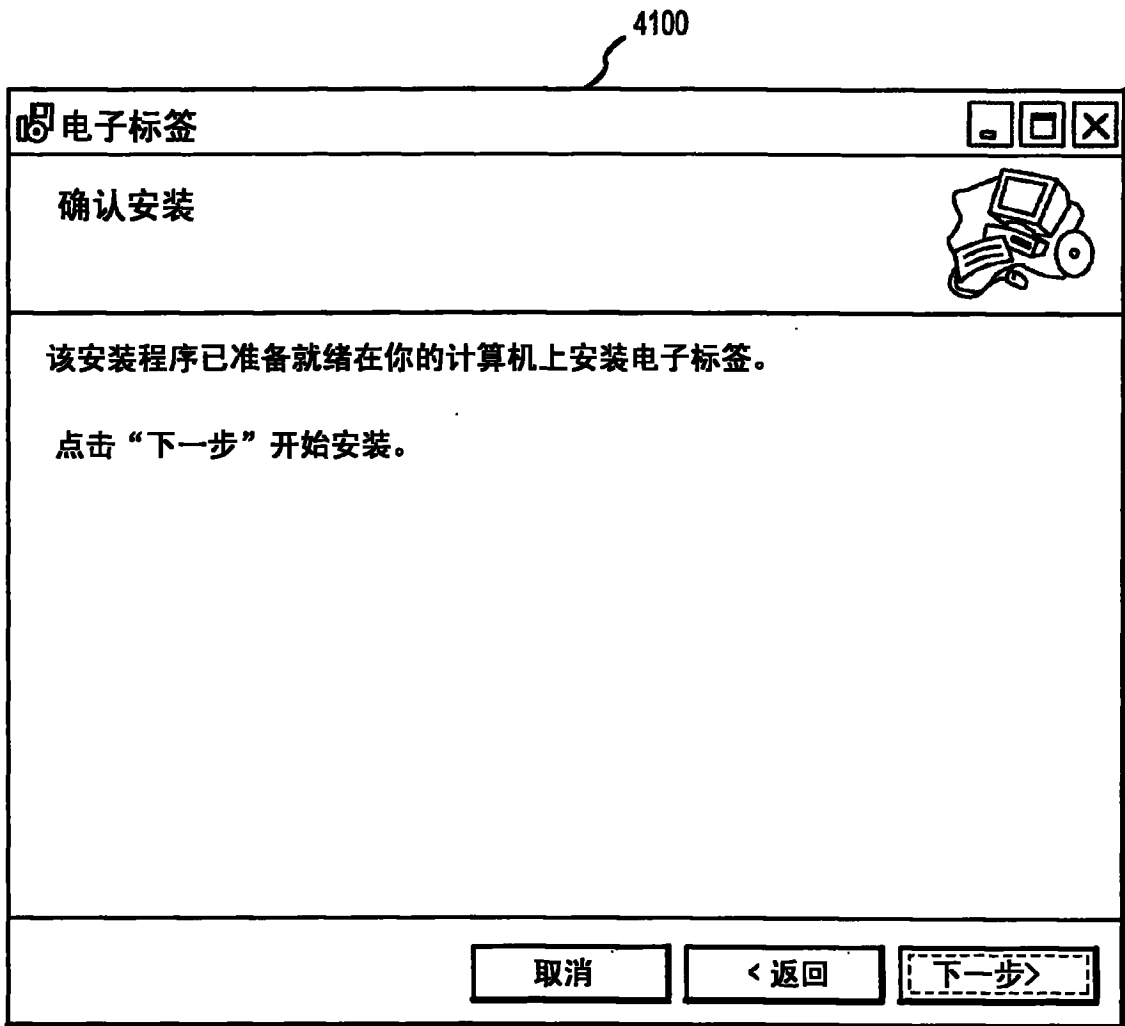 4100
电子标签
确认安装
该安装程序已准备就绪在你的计算机上安装电子标签。
点击“下一步”开始安装。
取消
<返回
下一步>